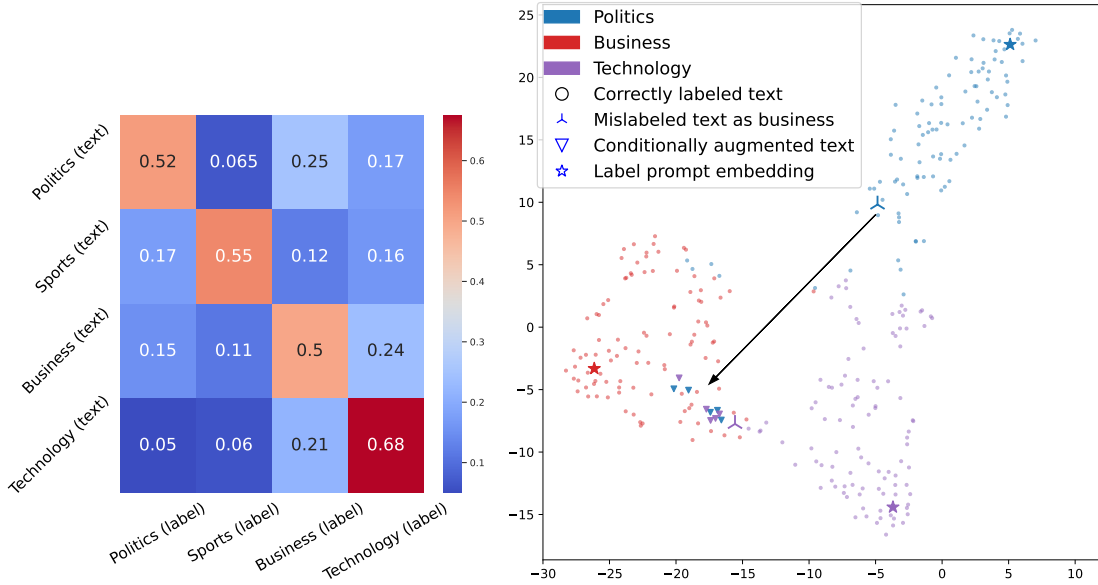 Politics (text)
Sports (text)
Business (text)
Technology (text)
0.52 0.065 0.25 0.17
0.17 0.55 0.12 0.16
0.15 0.11 0.5 0.24
0.05 0.06 0.21 0.68
Politics (label)
Sports (label)
Business (label)
Technology (label)
0.6
0.5
0.4
0.3
0.2
0.1
Politics
Business
Technology
Correctly labeled text
Mislabeled text as business
Conditionally augmented text
Label prompt embedding
25
20
15
10
5
0
−5
−10
−15
−30 −25 −20 −15 −10 −5 0 5 10